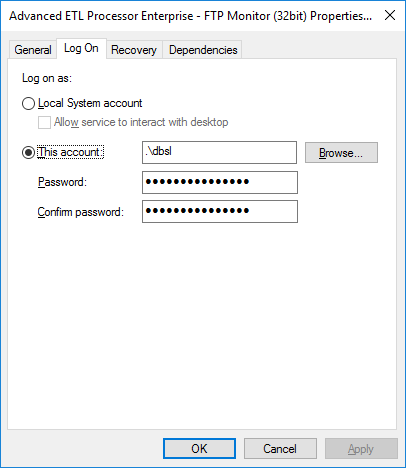 Advanced ETL Processor Enterprise - FTP Monitor (32bit) Properties...
General Log On Recovery Dependencies
Log on as:
Local System account
Allow service to interact with desktop
This account: .\dbsl Browse...
Password: •••••••••••••••
Confirm password: •••••••••••••••
OK Cancel Apply